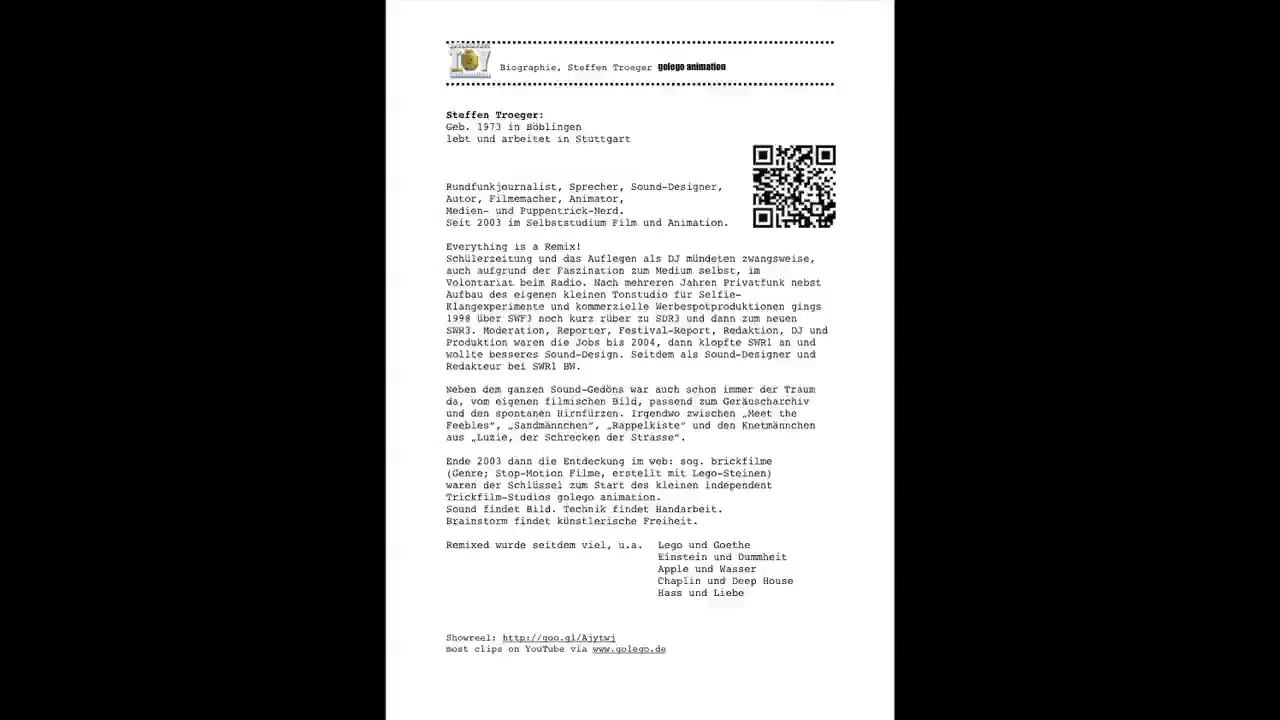 Biographie, Steffen Troeger golego animation
Steffen Troeger:
Geb. 1973 in Böblingen
lebt und arbeitet in Stuttgart
Rundfunkjournalist, Sprecher, Sound-Designer,
Autor, Filmemacher, Animator,
Medien- und Puppentrick-Nerd.
Seit 2003 im Selbststudium Film und Animation.
Everything is a Remix!
Schülerzeitung und das Auflegen als DJ mündeten zwangsweise,
auch aufgrund der Faszination zum Medium selbst, im
Volontariat beim Radio. Nach mehreren Jahren Privatfunk nebst
Aufbau des eigenen kleinen Tonstudio für Selfie-
Klangexperimente und kommerzielle Werbespotproduktionen gings
1998 über SWF3 noch kurz rüber zu SDR3 und dann zum neuen
SWR3. Moderation, Reporter, Festival-Report, Redaktion, DJ und
Produktion waren die Jobs bis 2004, dann klopfte SWR1 an und
wollte besseres Sound-Design. Seitdem als Sound-Designer und
Redakteur bei SWR1 BW.
Neben dem ganzen Sound-Gedöns war auch schon immer der Traum
da, vom eigenen filmischen Bild, passend zum Geräuscharchiv
und den spontanen Hirnfürzen. Irgendwo zwischen „Meet the
Feebles“, „Sandmännchen“, „Rappelkiste“ und den Knetmännchen
aus „Luzie, der Schrecken der Strasse“.
Ende 2003 dann die Entdeckung im web: sog. brickfilme
(Genre; Stop-Motion Filme, erstellt mit Lego-Steinen)
waren der Schlüssel zum Start des kleinen independent
Trickfilm-Studios golego animation.
Sound findet Bild. Technik findet Handarbeit.
Brainstorm findet künstlerische Freiheit.
Remixed wurde seitdem viel, u.a. Lego und Goethe
Einstein und Dummheit
Apple und Wasser
Chaplin und Deep House
Hass und Liebe
Showreel: http://goo.gl/Ajytwj
most clips on YouTube via www.golego.de